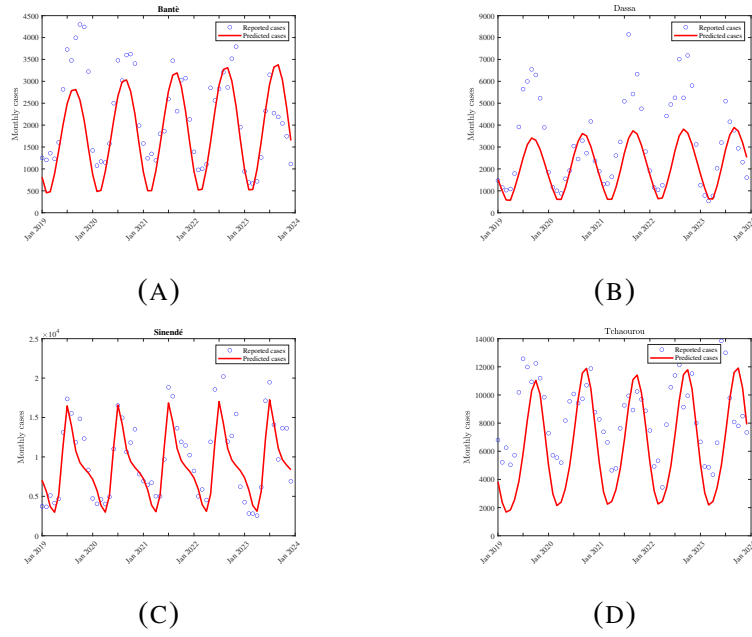 Bantè
Reported cases
Predicted cases
Monthly cases
4500
4000
3500
3000
2500
2000
1500
1000
500
0
Jan 2019
Jan 2020
Jan 2021
Jan 2022
Jan 2023
Jan 2024
(A)
Dassa
Reported cases
Predicted cases
Monthly cases
9000
8000
7000
6000
5000
4000
3000
2000
1000
0
Jan 2019
Jan 2020
Jan 2021
Jan 2022
Jan 2023
Jan 2024
(B)
Sinendé
×10⁴
Reported cases
Predicted cases
Monthly cases
2.5
2
1.5
1
0.5
0
Jan 2019
Jan 2020
Jan 2021
Jan 2022
Jan 2023
Jan 2024
(C)
Tchaourou
Reported cases
Predicted cases
Monthly cases
14000
12000
10000
8000
6000
4000
2000
0
Jan 2019
Jan 2020
Jan 2021
Jan 2022
Jan 2023
(D)